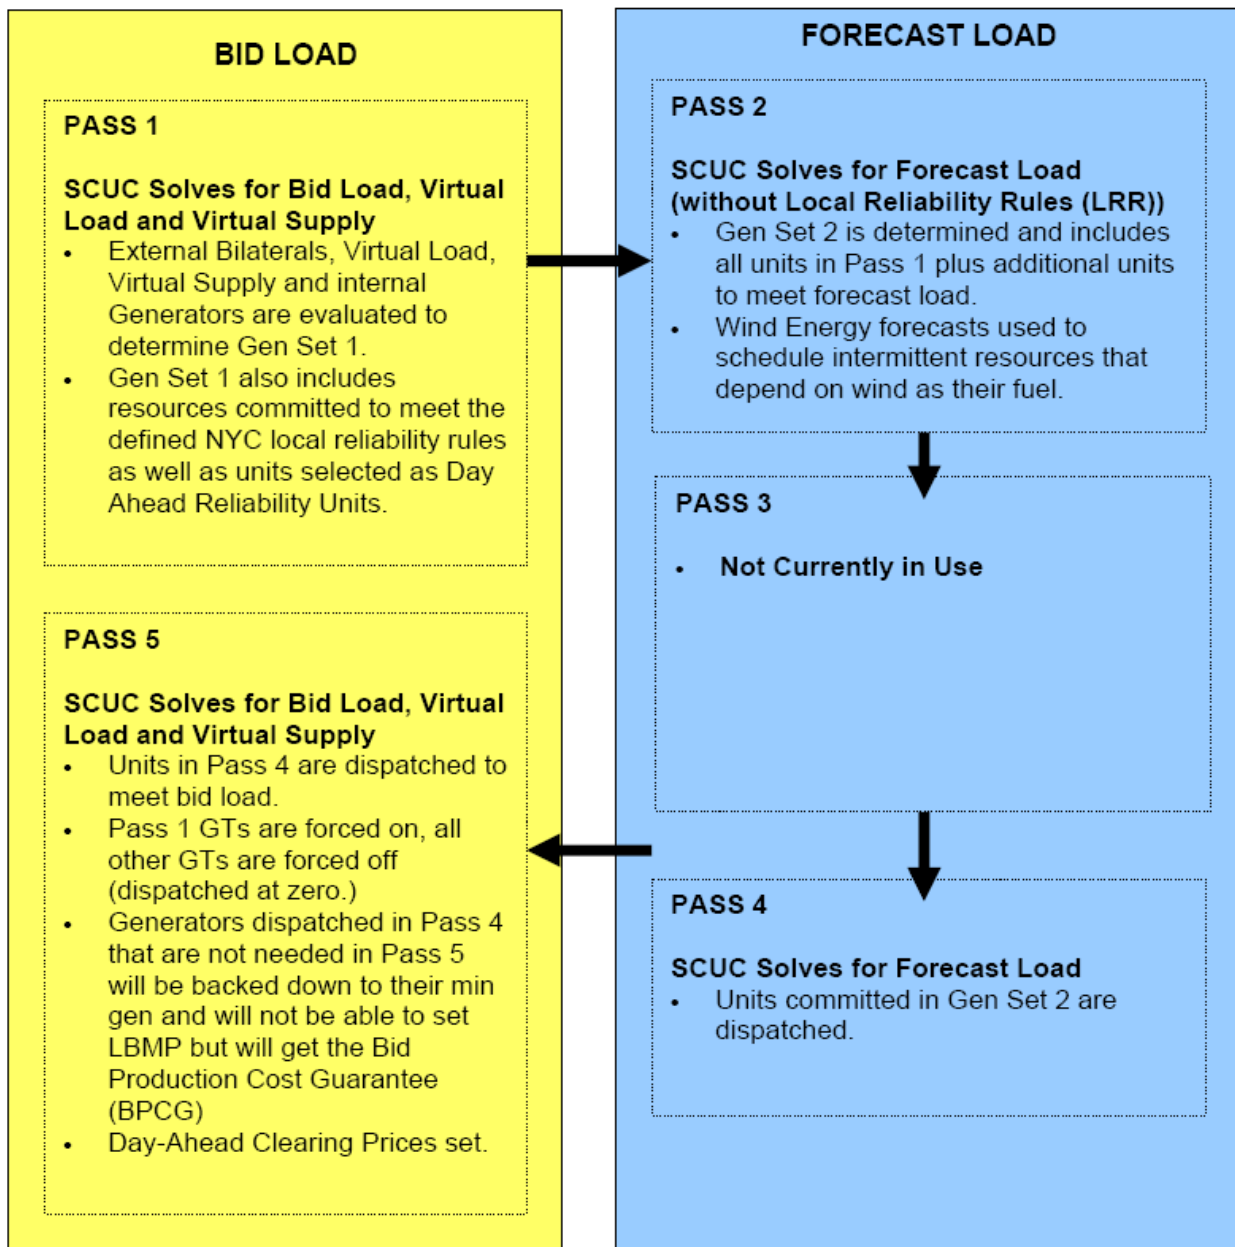 BID LOAD
PASS 1
SCUC Solves for Bid Load, Virtual
Load and Virtual Supply
• External Bilaterals, Virtual Load,
Virtual Supply and internal
Generators are evaluated to
determine Gen Set 1.
• Gen Set 1 also includes
resources committed to meet the
defined NYC local reliability rules
as well as units selected as Day
Ahead Reliability Units.
FORECAST LOAD
PASS 2
SCUC Solves for Forecast Load
(without Local Reliability Rules (LRR))
• Gen Set 2 is determined and includes
all units in Pass 1 plus additional units
to meet forecast load.
• Wind Energy forecasts used to
schedule intermittent resources that
depend on wind as their fuel.
PASS 3
• Not Currently in Use
PASS 4
SCUC Solves for Forecast Load
• Units committed in Gen Set 2 are
dispatched.
PASS 5
SCUC Solves for Bid Load, Virtual
Load and Virtual Supply
• Units in Pass 4 are dispatched to
meet bid load.
• Pass 1 GTs are forced on, all
other GTs are forced off
(dispatched at zero.)
• Generators dispatched in Pass 4
that are not needed in Pass 5
will be backed down to their min
gen and will not be able to set
LBMP but will get the Bid
Production Cost Guarantee
(BPCG)
• Day-Ahead Clearing Prices set.